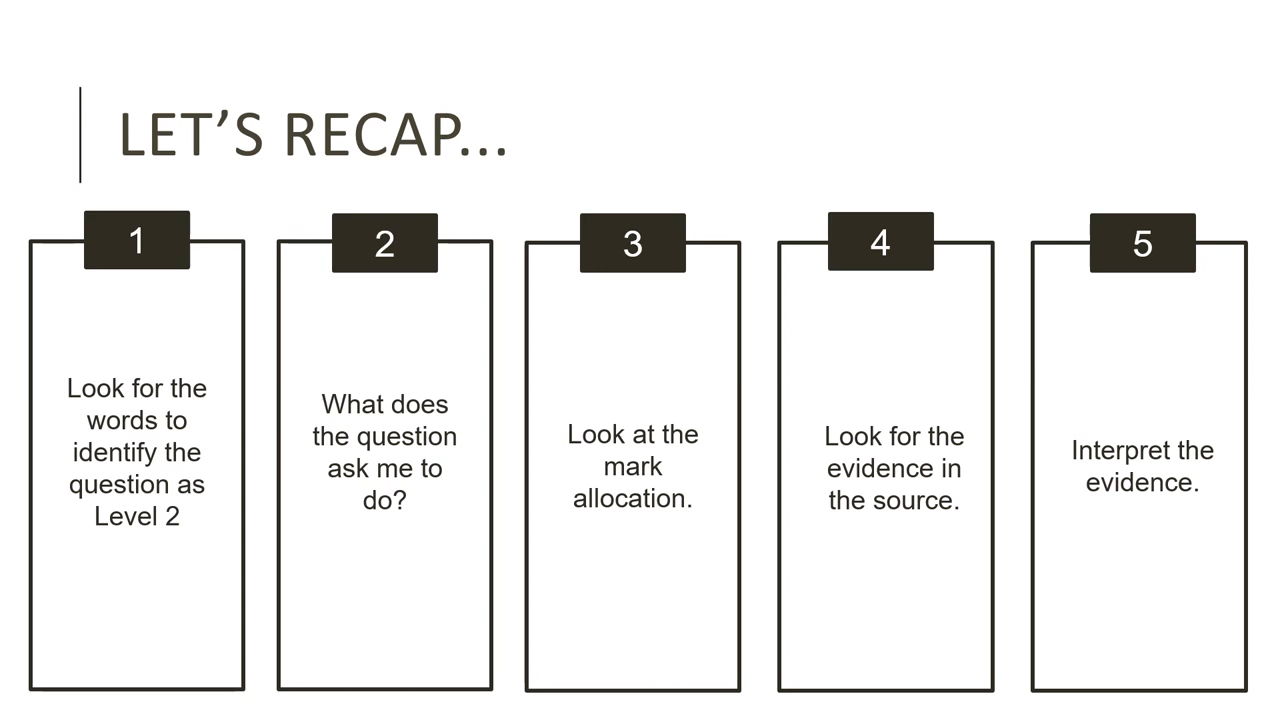 LET’S RECAP...
1
Look for the
words to
identify the
question as
Level 2
2
What does
the question
ask me to
do?
3
Look at the
mark
allocation.
4
Look for the
evidence in
the source.
5
Interpret the
evidence.